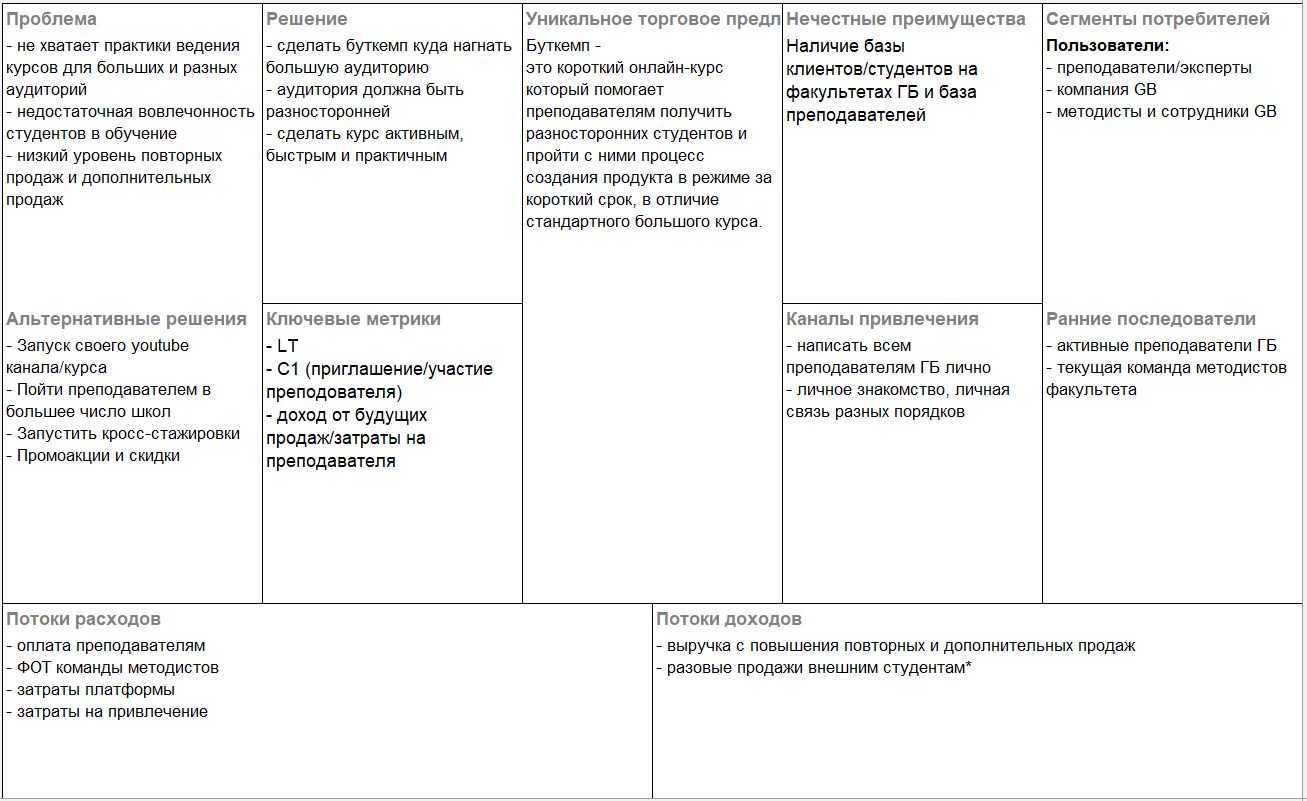 Проблема
- не хватает практики ведения
курсов для больших и разных
аудиторий
- недостаточная вовлечонность
студентов в обучение
- низкий уровень повторных
продаж и дополнительных
продаж
Альтернативные решения
- Запуск своего youtube
канала/курса
- Пойти преподавателем в
большее число школ
- Запустить кросс-стажировки
- Промоакции и скидки
Решение
- сделать буткемп куда нагнать
большую аудиторию
- аудитория должна быть
разносторонней
- сделать курс активным,
быстрым и практичным
Ключевые метрики
- LT
- C1 (приглашение/участие
преподователя)
- доход от будущих
продаж/затраты на
преподавателя
Уникальное торговое предл
Буткемп -
это короткий онлайн-курс
который помогает
преподавателям получить
разносторонних студентов и
пройти с ними процесс
создания продукта в режиме за
короткий срок, в отличие
стандартного большого курса.
Нечестные преимущества
Наличие базы
клиентов/студентов на
факультетах ГБ и база
преподавателей
Каналы привлечения
- написать всем
преподавателям ГБ лично
- личное знакомство, личная
связь разных порядков
Сегменты потребителей
Пользователи:
- преподаватели/эксперты
- компания GB
- методисты и сотрудники GB
Ранние последователи
- активные преподаватели ГБ
- текущая команда методистов
факультета
Потоки расходов
- оплата преподавателям
- ФОТ команды методистов
- затраты платформы
- затраты на привлечение
Потоки доходов
- выручка с повышения повторных и дополнительных продаж
- разовые продажи внешним студентам*